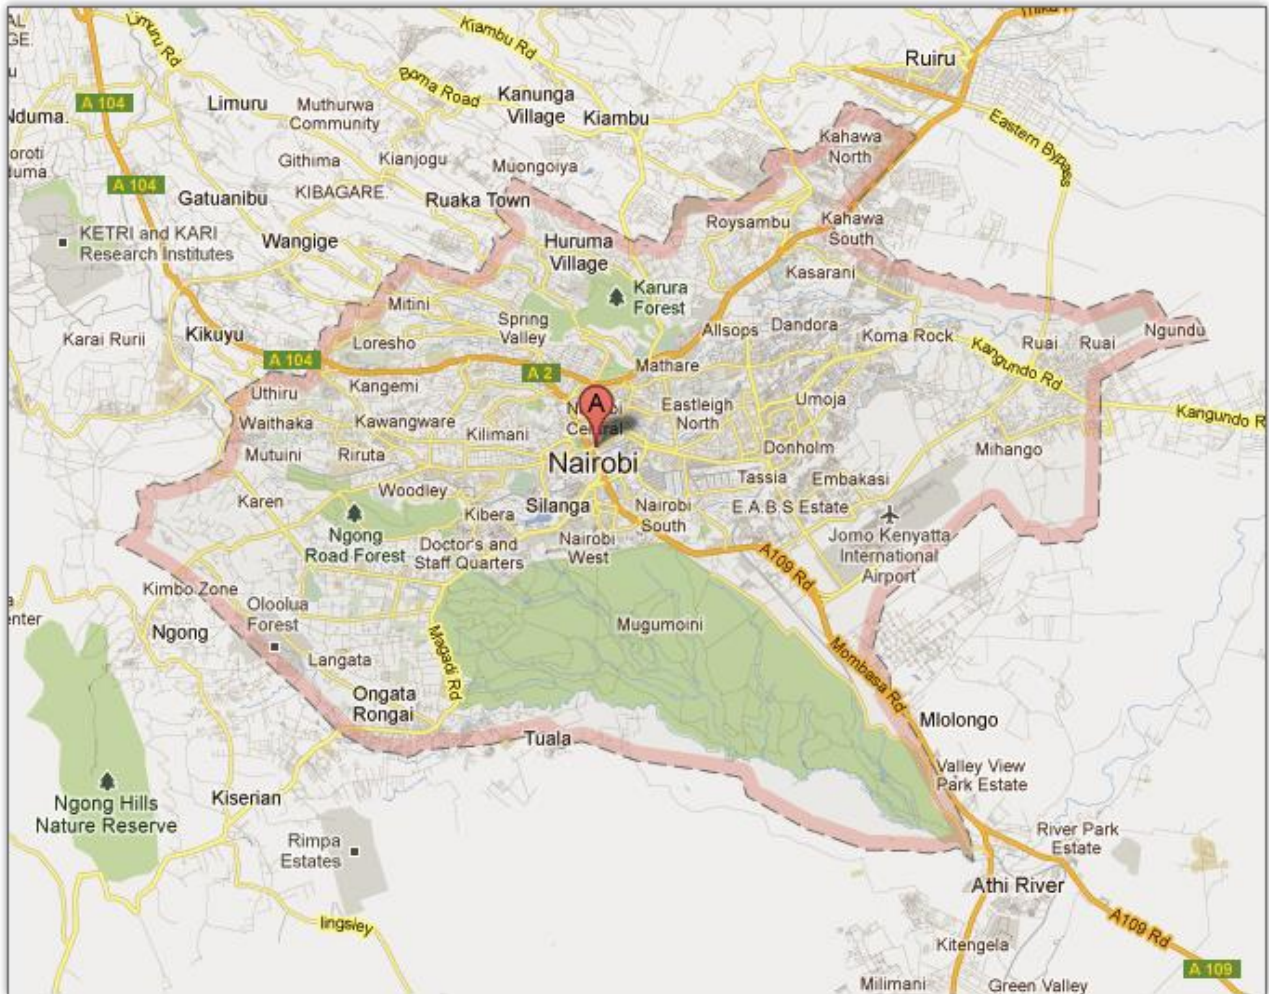 AL
GE.
Limuru Rd
Kiambu Rd
Thika R
Ruiru
u
A 104
Limuru
Muthurwa
Community
Boma Road
Kanunga
Village
Kiambu
Nduma.
Eastern Bypass
Kahawa
North
oroti
duma
Githima
Kianjogu
Muongoiya
A 104
Gatuanibu
KIBAGARE.
Ruaka Town
Roysambu
Kahawa
South
KETRI and KARI
Research Institutes
Wangige
Huruma
Village
Kasarani
Karura
Forest
Mitini
Spring
Valley
Allsops
Dandora
Koma Rock
Ruai
Ruai
Ngundu
Karai Rurii
Kikuyu
Loresho
A 104
A 2
Mathare
Kangundo Rd
Uthiru
Kangemi
Umoja
A
Nairobi
Central
Eastleigh
North
Kangundo R
Waithaka
Kawangware
Kilimani
Mutuini
Riruta
Nairobi
Donholm
Mihango
Karen
Woodley
Tassia
Embakasi
Kibera
Silanga
Nairobi
South
E.A.B.S Estate
Ngong
Road Forest
Doctor's and
Staff Quarters
Nairobi
West
A109 Rd
Jomo Kenyatta
International
Airport
Kimbo Zone
a
enter
Oloolua
Forest
Ngong
Mugumoini
Langata
Magadi Rd
Mombasa Rd
Ongata
Rongai
Mlolongo
Tuala
Valley View
Park Estate
Ngong Hills
Nature Reserve
Kiserian
Rimpa
Estates
River Park
Estate
Athi River
lingsley
A109 Rd
Kitengela
A 109
Milimani
Green Valley